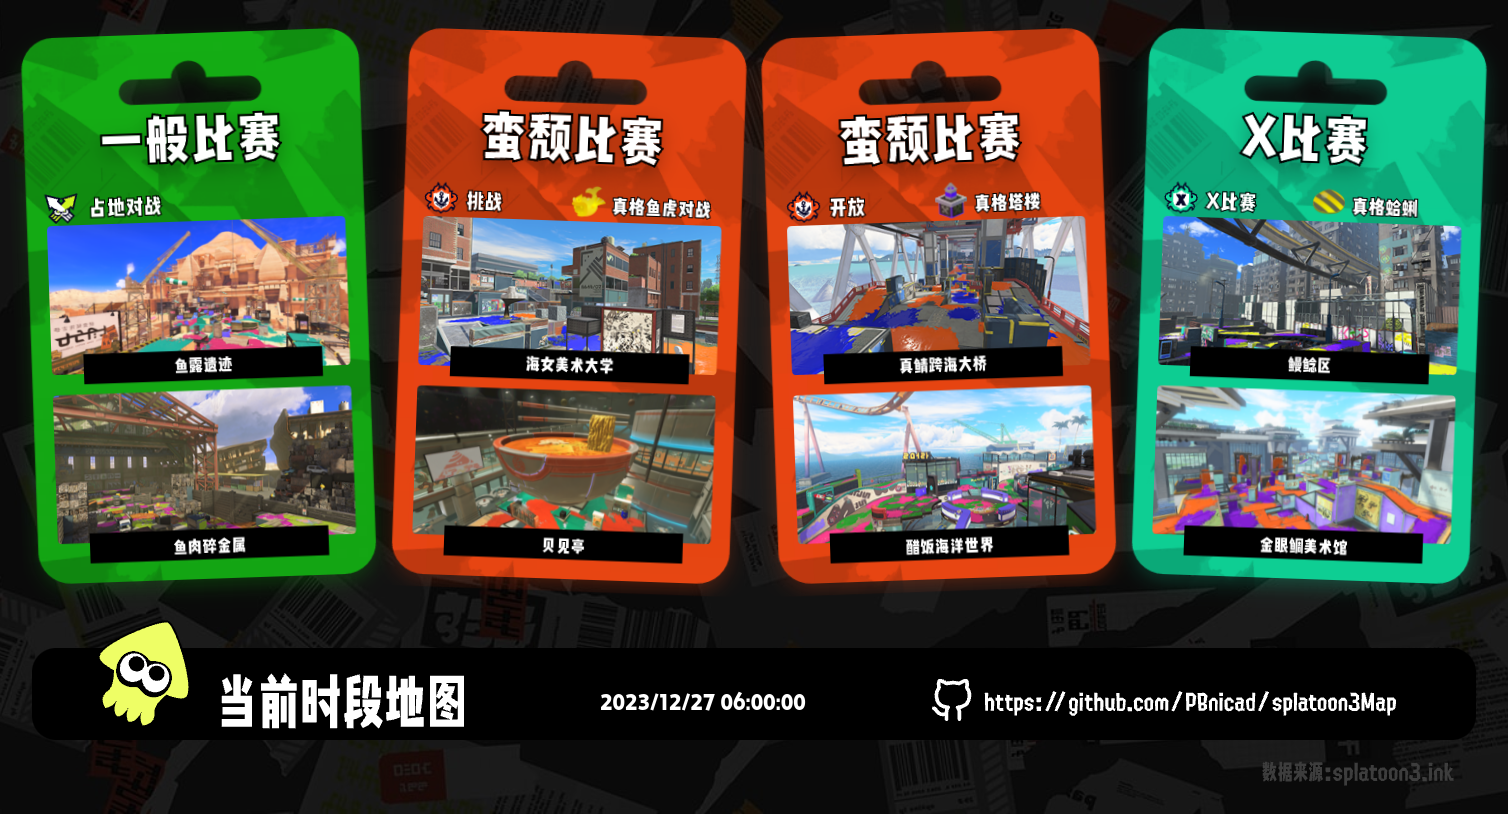 一般比赛
占地对战
鱼露遗迹
鱼肉碎金属
蛮颓比赛
挑战
真格鱼虎对战
海女美术大学
贝见亭
蛮颓比赛
开放
真格塔楼
真鲭跨海大桥
醋饭海洋世界
X比赛
X比赛
真格蛤蜊
鳗鲶区
金眼鲷美术馆
当前时段地图
2023/12/27 06:00:00
https://github.com/PBnicad/splatoon3Map
数据来源:splatoon3.ink